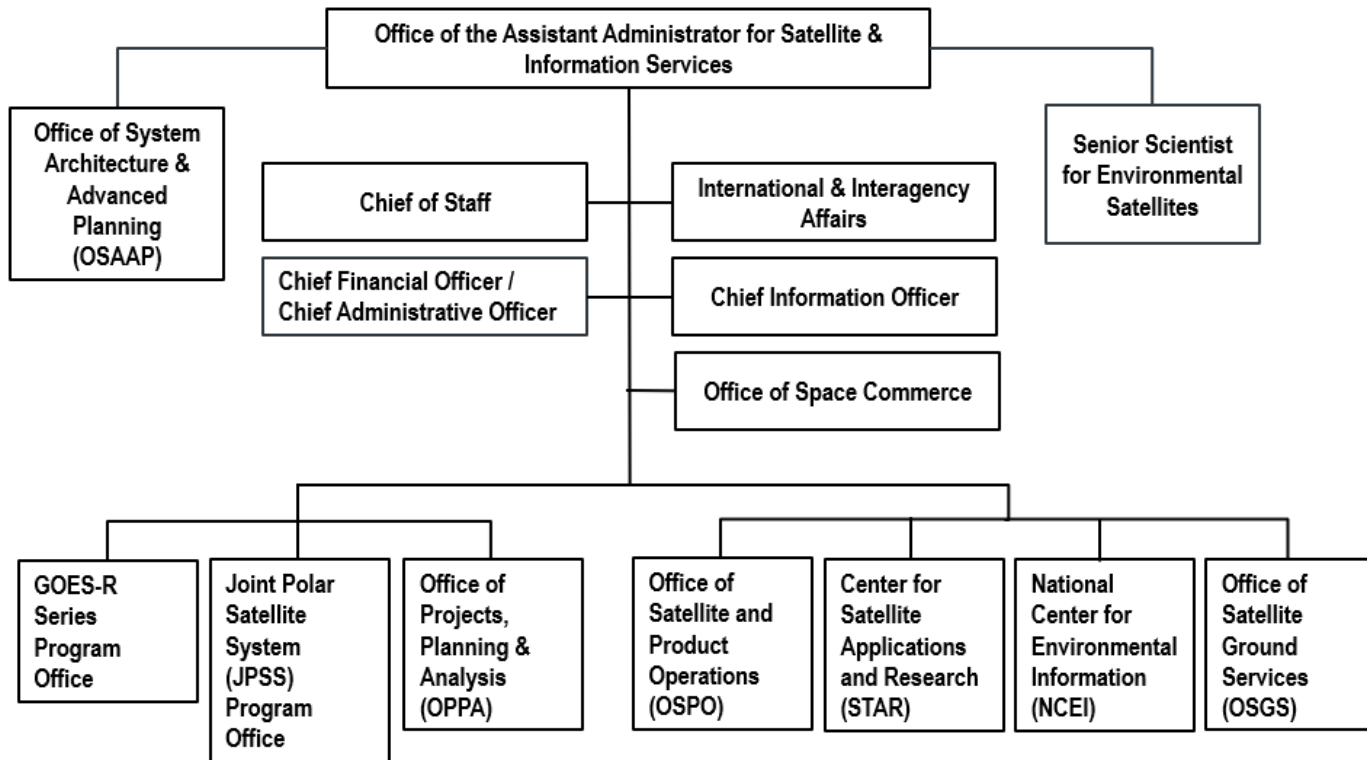 Office of the Assistant Administrator for Satellite &
Information Services
Office of System
Architecture &
Advanced
Planning
(OSAAP)
Senior Scientist
for Environmental
Satellites
Chief of Staff
International & Interagency
Affairs
Chief Financial Officer /
Chief Administrative Officer
Chief Information Officer
Office of Space Commerce
GOES-R
Series
Program
Office
Joint Polar
Satellite
System
(JPSS)
Program
Office
Office of
Projects,
Planning &
Analysis
(OPPA)
Office of
Satellite and
Product
Operations
(OSPO)
Center for
Satellite
Applications
and Research
(STAR)
National
Center for
Environmental
Information
(NCEI)
Office of
Satellite
Ground
Services
(OSGS)